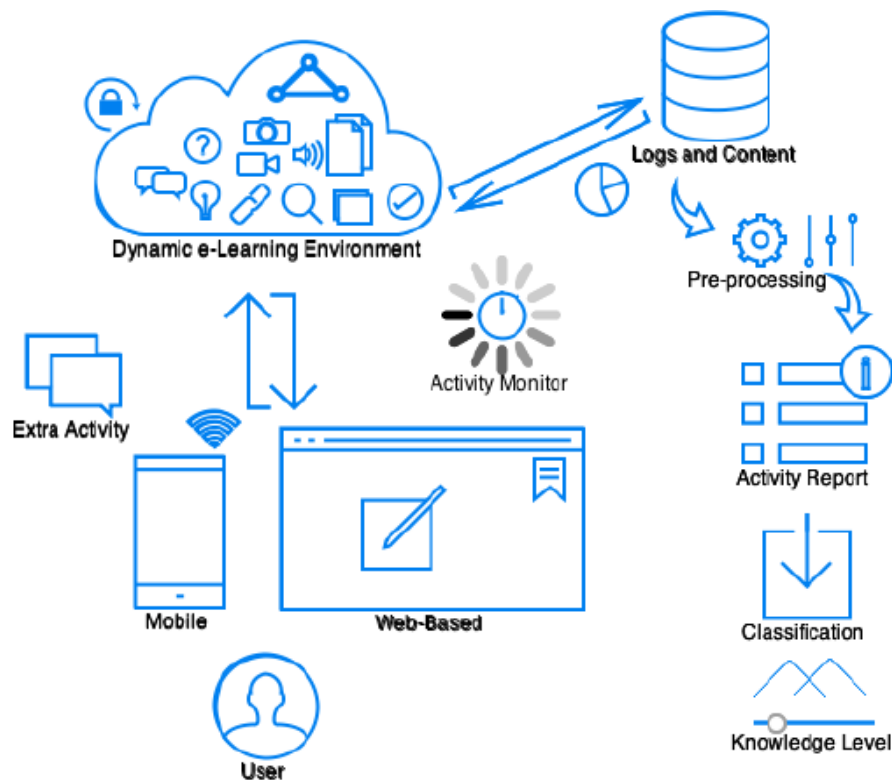 Logs and Content
Dynamic e-Learning Environment
Pre-processing
Activity Monitor
Extra Activity
Activity Report
Mobile
Web-Based
Classification
Knowledge Level
User